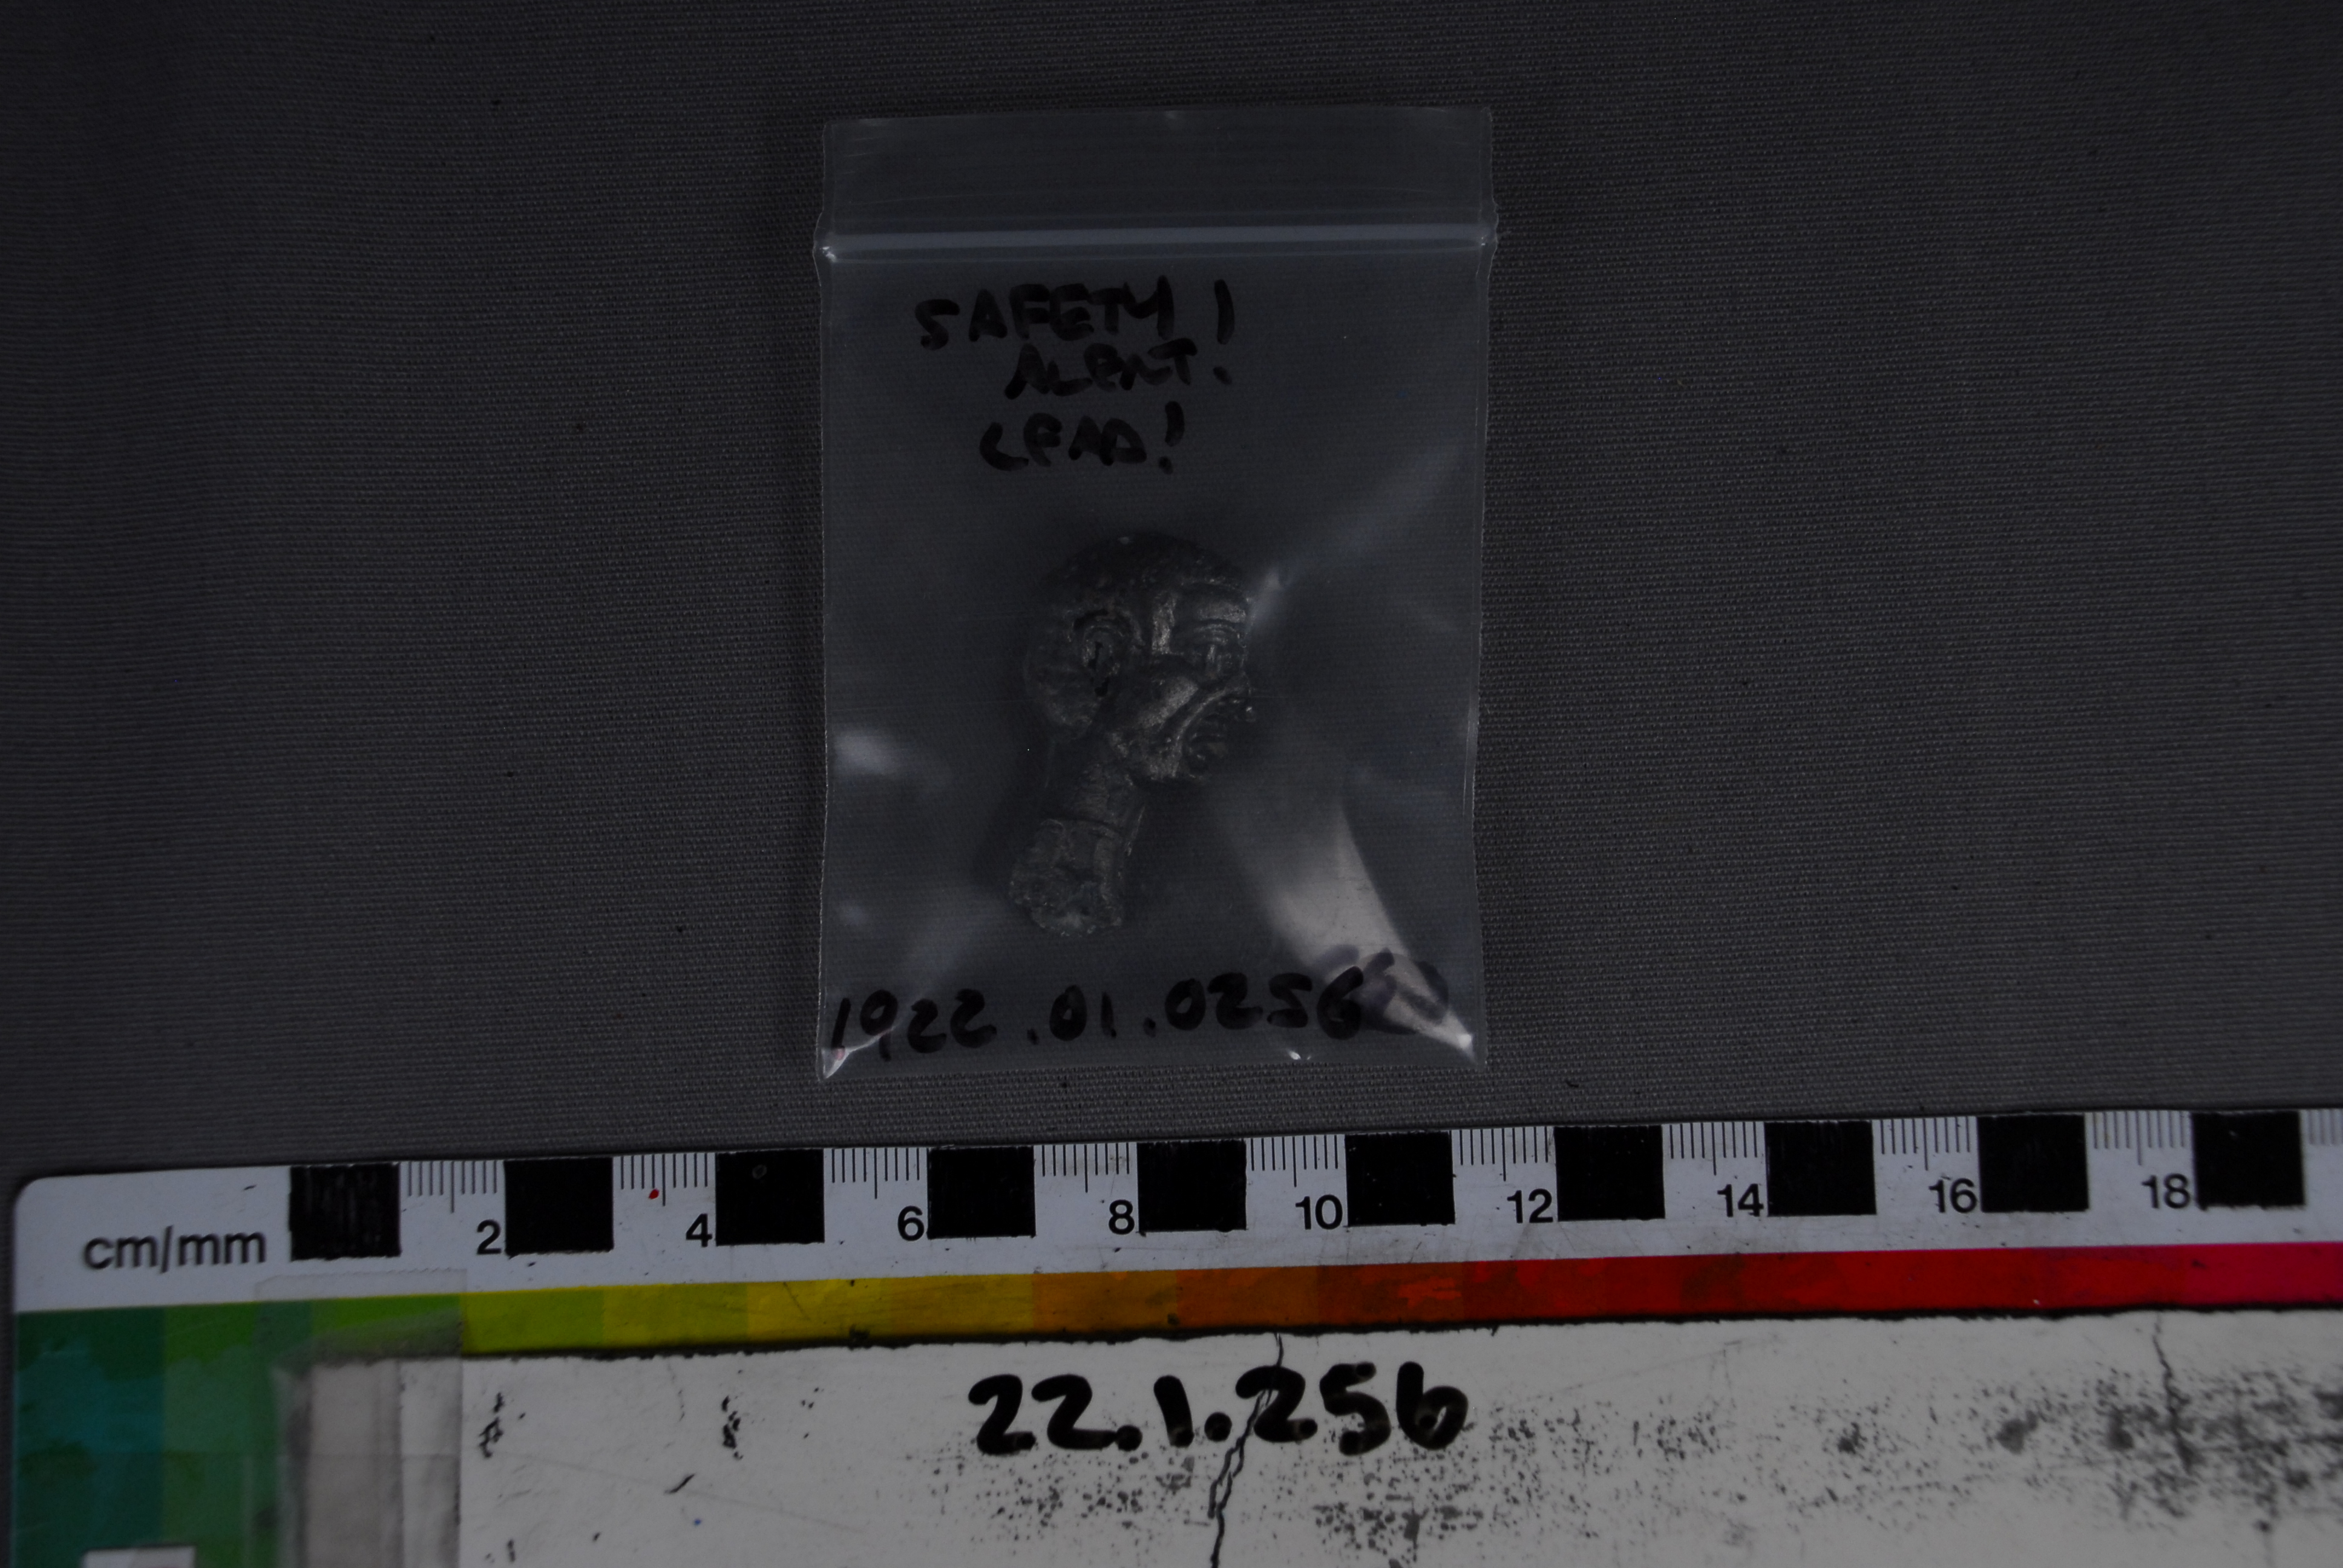 SAFETY!
ALERT.
LEAD!
1922.01.0256
cm/mm 2 4 6 8 10 12 14 16 18
22.1.256